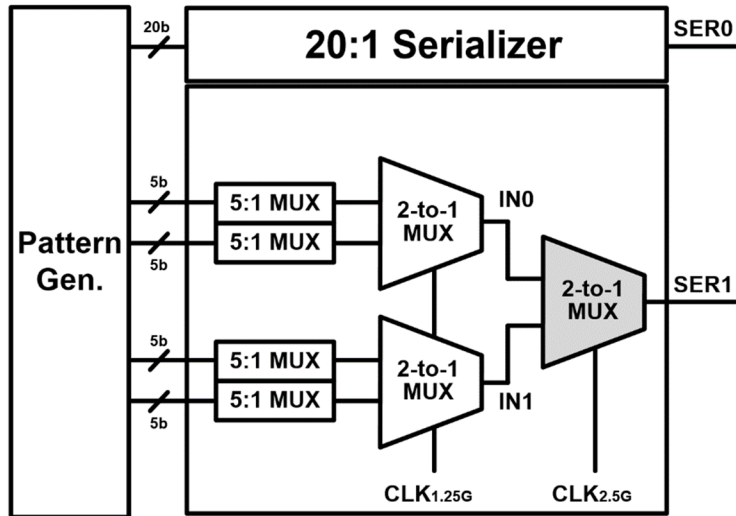 20b
20:1 Serializer
SER0
5b
5:1 MUX
5:1 MUX
5b
2-to-1
MUX
IN0
Pattern
Gen.
2-to-1
MUX
SER1
5b
5:1 MUX
5:1 MUX
5b
2-to-1
MUX
IN1
CLK1.25G
CLK2.5G